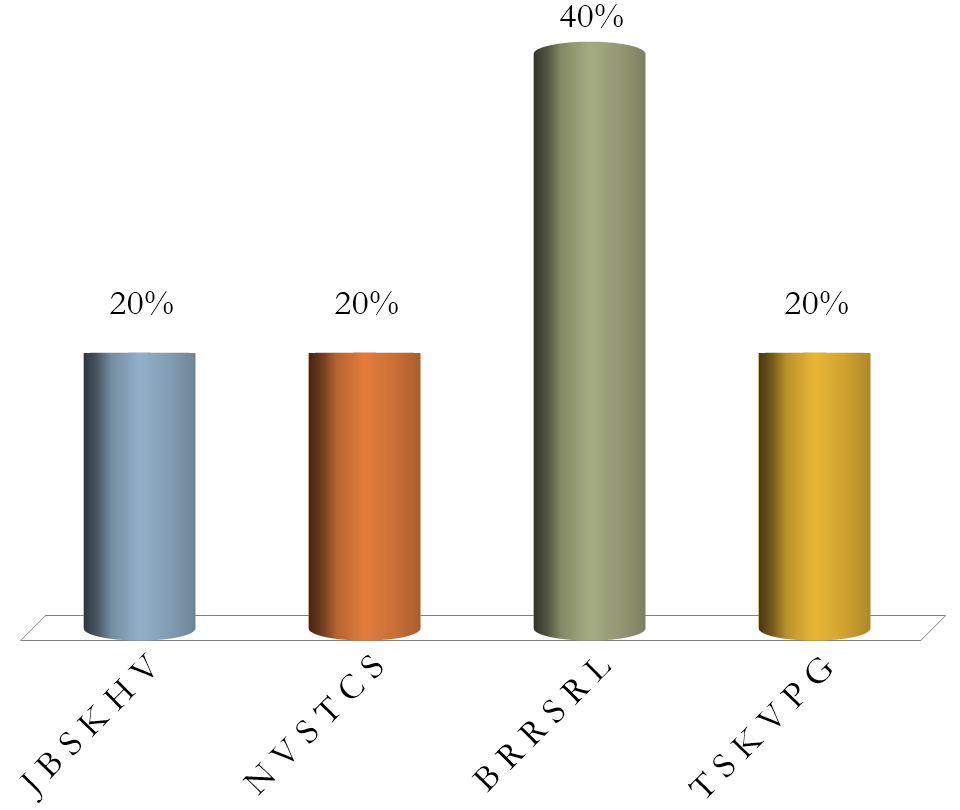 40%
20%
20%
20%
J B S K H V
N V S T C S
B R R S R L
T S K V P G